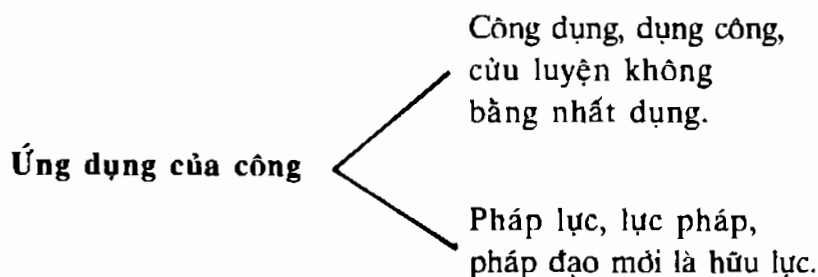 Công dụng, dụng công,
cửu luyện không
bằng nhất dụng.
Ứng dụng của công
Pháp lực, lực pháp,
pháp đạo mới là hữu lực.